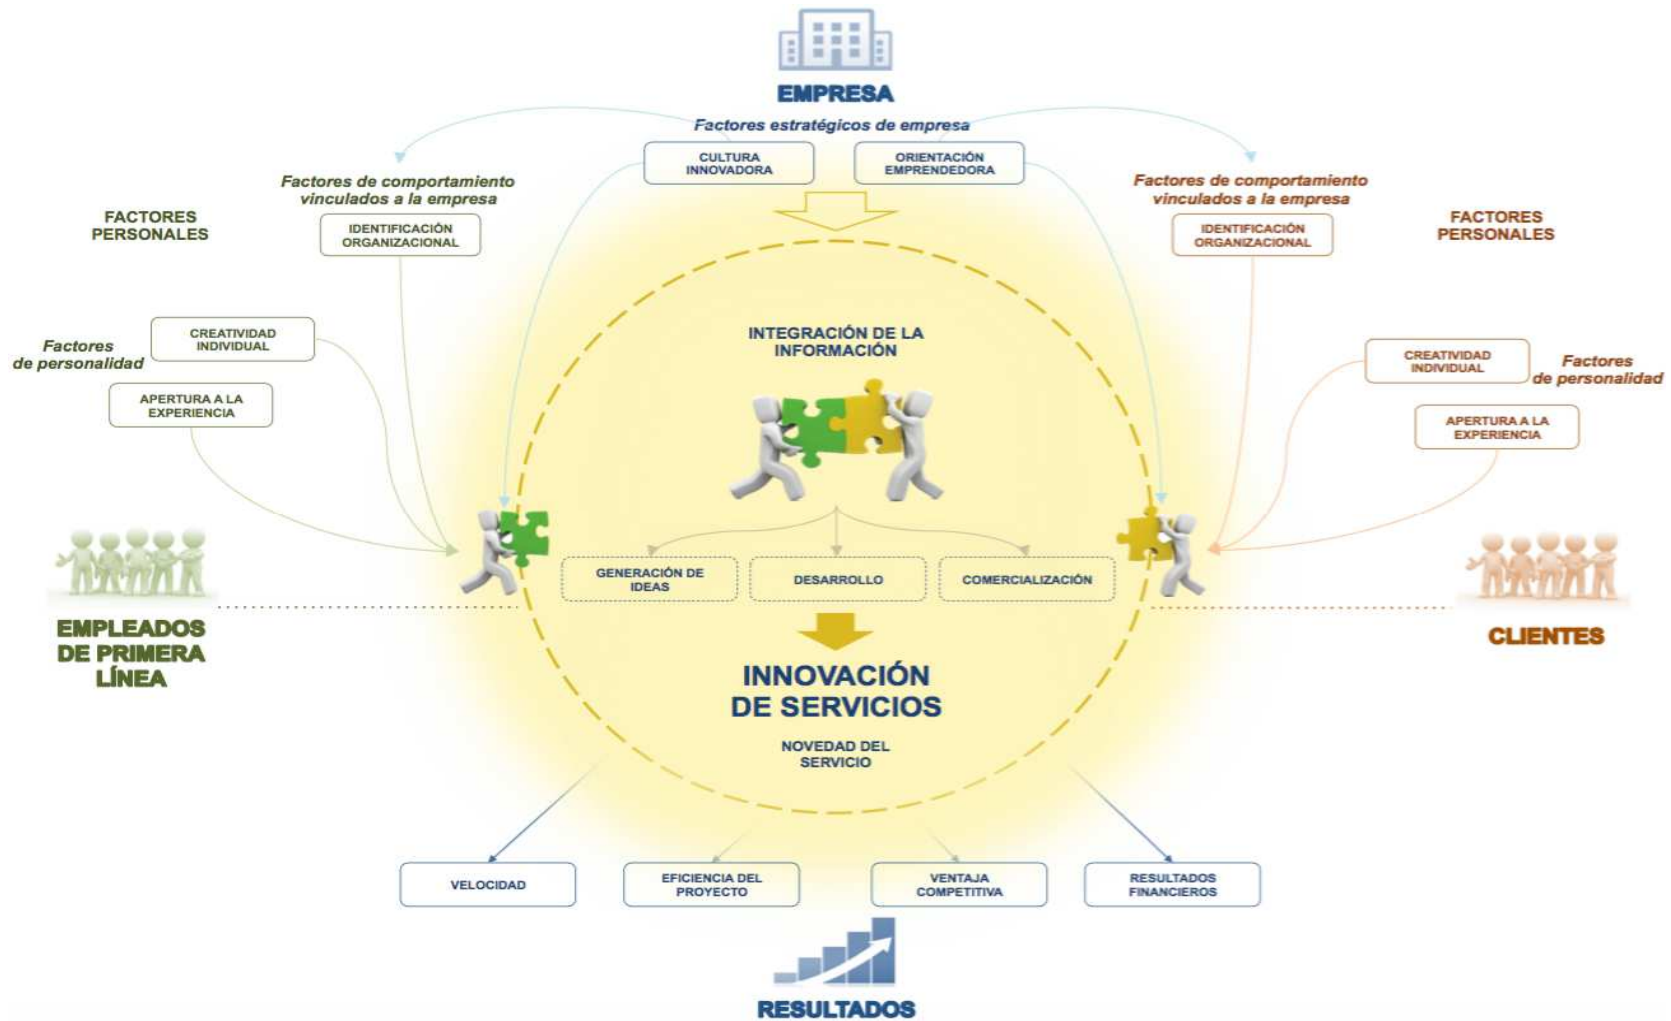 EMPRESA
Factores estratégicos de empresa
CULTURA
INNOVADORA
ORIENTACIÓN
EMPRENDEDORA
Factores de comportamiento
vinculados a la empresa
IDENTIFICACIÓN
ORGANIZACIONAL
FACTORES
PERSONALES
Factores
de personalidad
CREATIVIDAD
INDIVIDUAL
APERTURA A LA
EXPERIENCIA
EMPLEADOS
DE PRIMERA
LÍNEA
Factores de comportamiento
vinculados a la empresa
IDENTIFICACIÓN
ORGANIZACIONAL
FACTORES
PERSONALES
CREATIVIDAD
INDIVIDUAL
Factores
de personalidad
APERTURA A LA
EXPERIENCIA
CLIENTES
INTEGRACIÓN DE LA
INFORMACIÓN
GENERACIÓN DE
IDEAS
DESARROLLO
COMERCIALIZACIÓN
INNOVACIÓN
DE SERVICIOS
NOVEDAD DEL
SERVICIO
VELOCIDAD
EFICIENCIA DEL
PROYECTO
VENTAJA
COMPETITIVA
RESULTADOS
FINANCIEROS
RESULTADOS